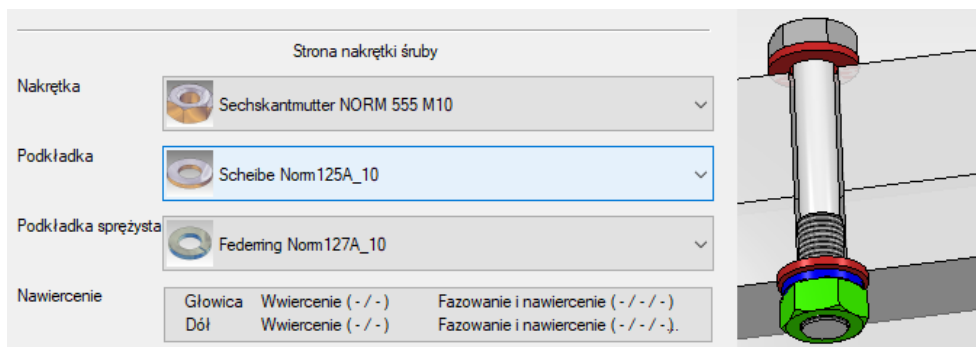 Strona nakrętki śruby
Nakrętka
Sechskantmutter NORM 555 M10
Podkładka
Scheibe Norm125A_10
Podkładka sprężysta
Federring Norm127A_10
Nawiercenie
Głowica Wwiercenie ( - / - ) Fazowanie i nawiercenie ( - / - / - )
Dół Wwiercenie ( - / - ) Fazowanie i nawiercenie ( - / - / - ).